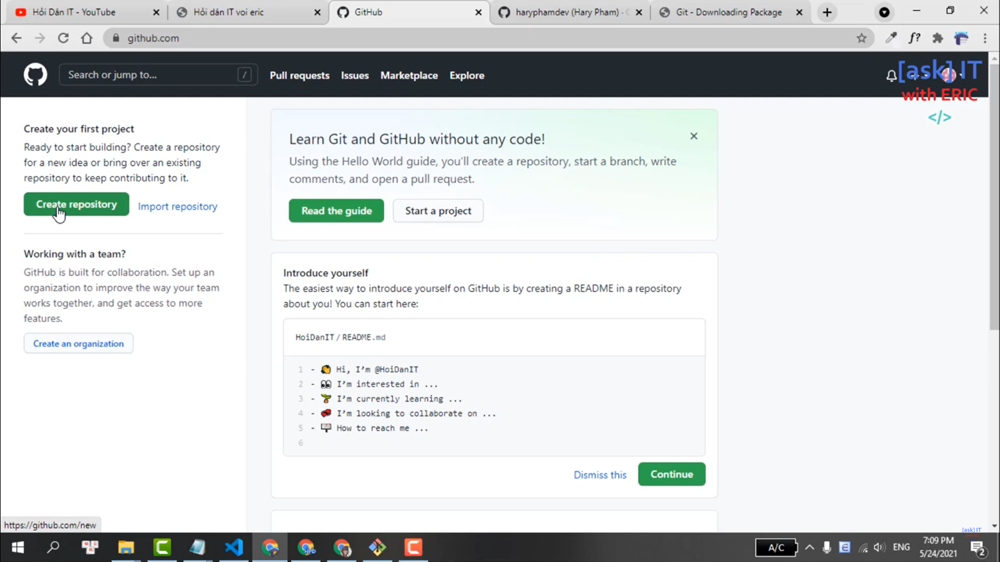 Hỏi Dân IT - YouTube
Hỏi dân IT voi eric
GitHub
haryphamdev (Hary Pham) ·
Git - Downloading Package
github.com
f?
Search or jump to...
/
Pull requests
Issues
Marketplace
Explore
[ask] IT
with ERIC
</>
Create your first project
Ready to start building? Create a repository
for a new idea or bring over an existing
repository to keep contributing to it.
Create repository
Import repository
Working with a team?
GitHub is built for collaboration. Set up an
organization to improve the way your team
works together, and get access to more
features.
Create an organization
Learn Git and GitHub without any code!
Using the Hello World guide, you’ll create a repository, start a branch, write
comments, and open a pull request.
Read the guide
Start a project
Introduce yourself
The easiest way to introduce yourself on GitHub is by creating a README in a repository
about you! You can start here:
HoiDanIT / README.md
1 - 👋 Hi, I’m @HoiDanIT
2 - 👀 I’m interested in ...
3 - 🌱 I’m currently learning ...
4 - 💞️ I’m looking to collaborate on ...
5 - 📫 How to reach me ...
6
Dismiss this
Continue
https://github.com/new
[ask] IT
A/C
ENG
7:09 PM
5/24/2021
2